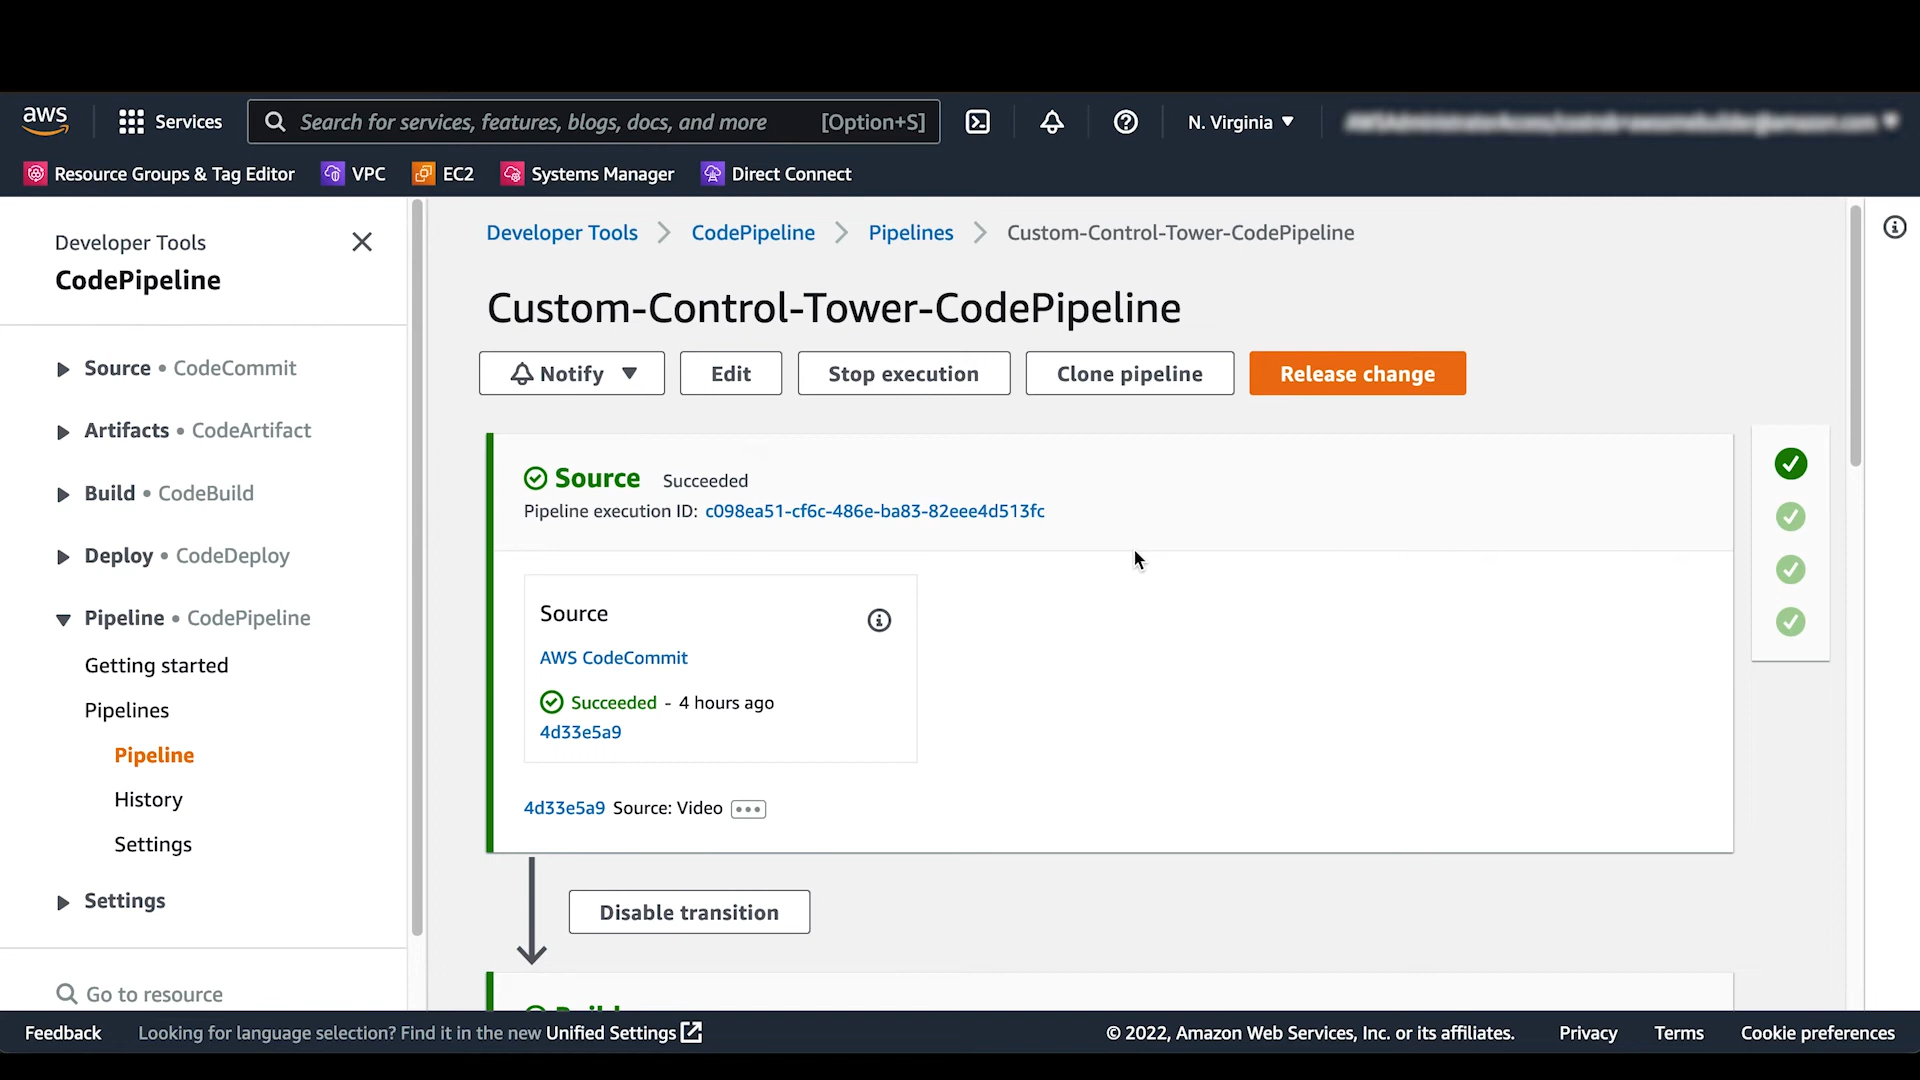 aws
Services
Search for services, features, blogs, docs, and more [Option+S]
N. Virginia
Resource Groups & Tag Editor
VPC
EC2
Systems Manager
Direct Connect
Developer Tools
CodePipeline
Source • CodeCommit
Artifacts • CodeArtifact
Build • CodeBuild
Deploy • CodeDeploy
Pipeline • CodePipeline
Getting started
Pipelines
Pipeline
History
Settings
Settings
Go to resource
Developer Tools
CodePipeline
Pipelines
Custom-Control-Tower-CodePipeline
Custom-Control-Tower-CodePipeline
Notify
Edit
Stop execution
Clone pipeline
Release change
Source Succeeded
Pipeline execution ID: c098ea51-cf6c-486e-ba83-82eee4d513fc
Source
AWS CodeCommit
Succeeded - 4 hours ago
4d33e5a9
4d33e5a9 Source: Video
Disable transition
Feedback
Looking for language selection? Find it in the new Unified Settings
© 2022, Amazon Web Services, Inc. or its affiliates.
Privacy
Terms
Cookie preferences